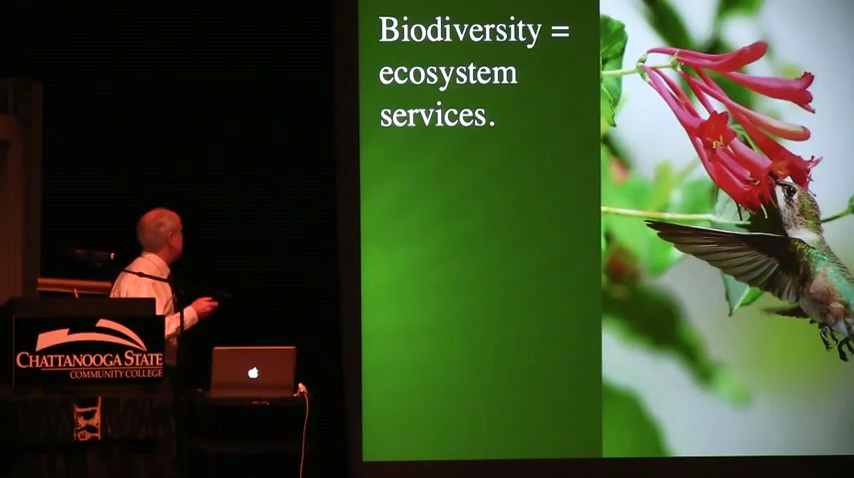 Biodiversity =
ecosystem
services.
CHATTANOOGA STATE
COMMUNITY COLLEGE